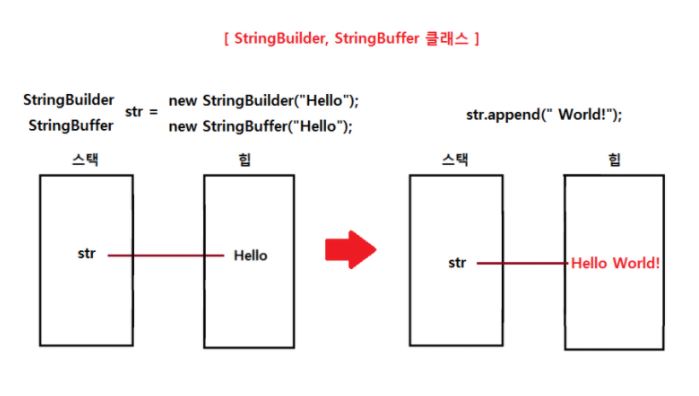 [ StringBuilder, StringBuffer 클래스 ]
StringBuilder
StringBuffer
str =
new StringBuilder("Hello");
new StringBuffer("Hello");
str.append(" World!");
스택
힙
스택
힙
str
Hello
str
Hello World!